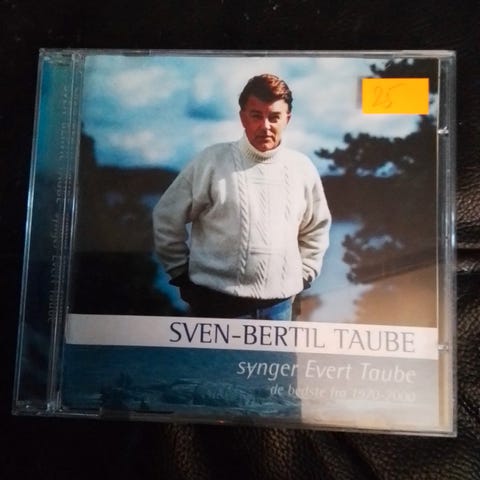 25
SVEN-BERTIL TAUBE
synger Evert Taube
de bedste fra 1970-2000